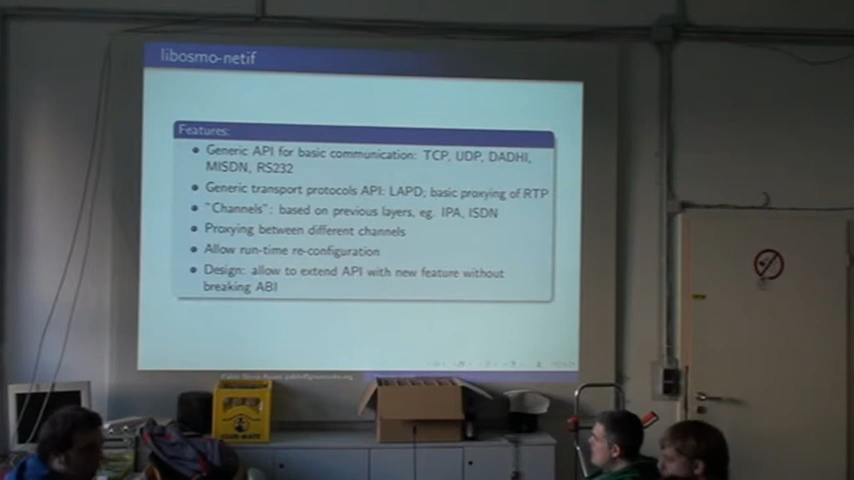 libosmo-netif
Features:
Generic API for basic communication: TCP, UDP, DADHI,
MISDN, RS232
Generic transport protocols API: LAPD; basic proxying of RTP
"Channels": based on previous layers, eg. IPA, ISDN
Proxying between different channels
Allow run-time re-configuration
Design: allow to extend API with new feature without
breaking ABI
CLUB-MATE